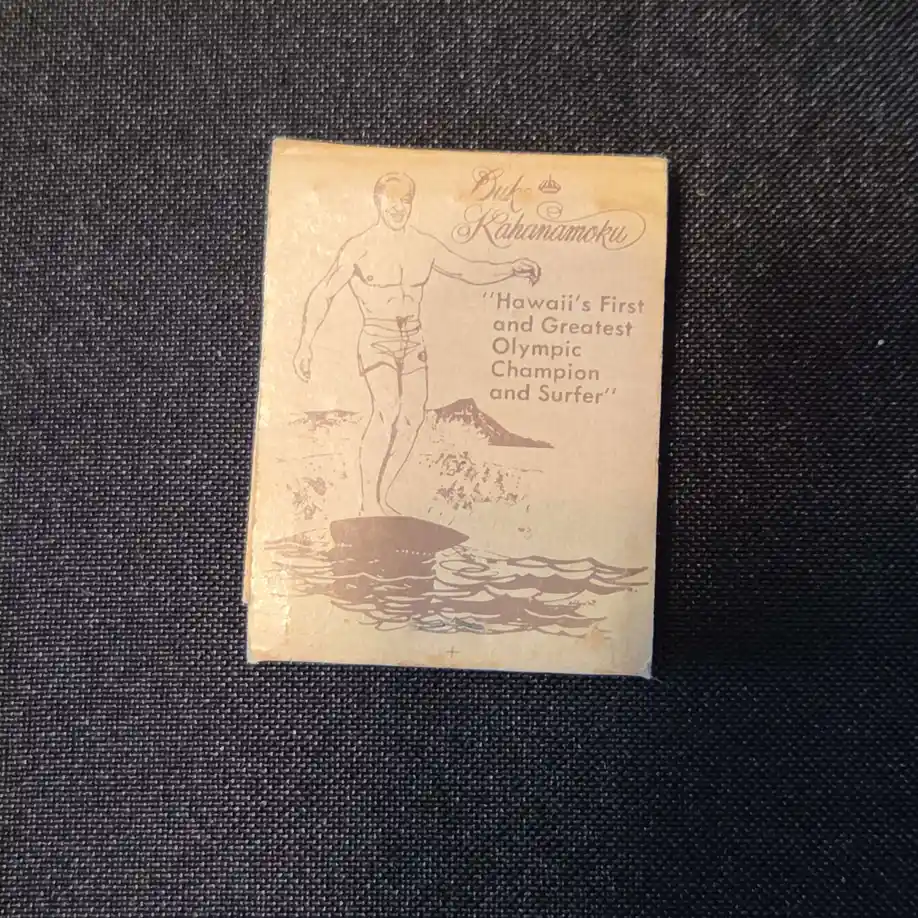 Duke
Kahanamoku
"Hawaii's First
and Greatest
Olympic
Champion
and Surfer"